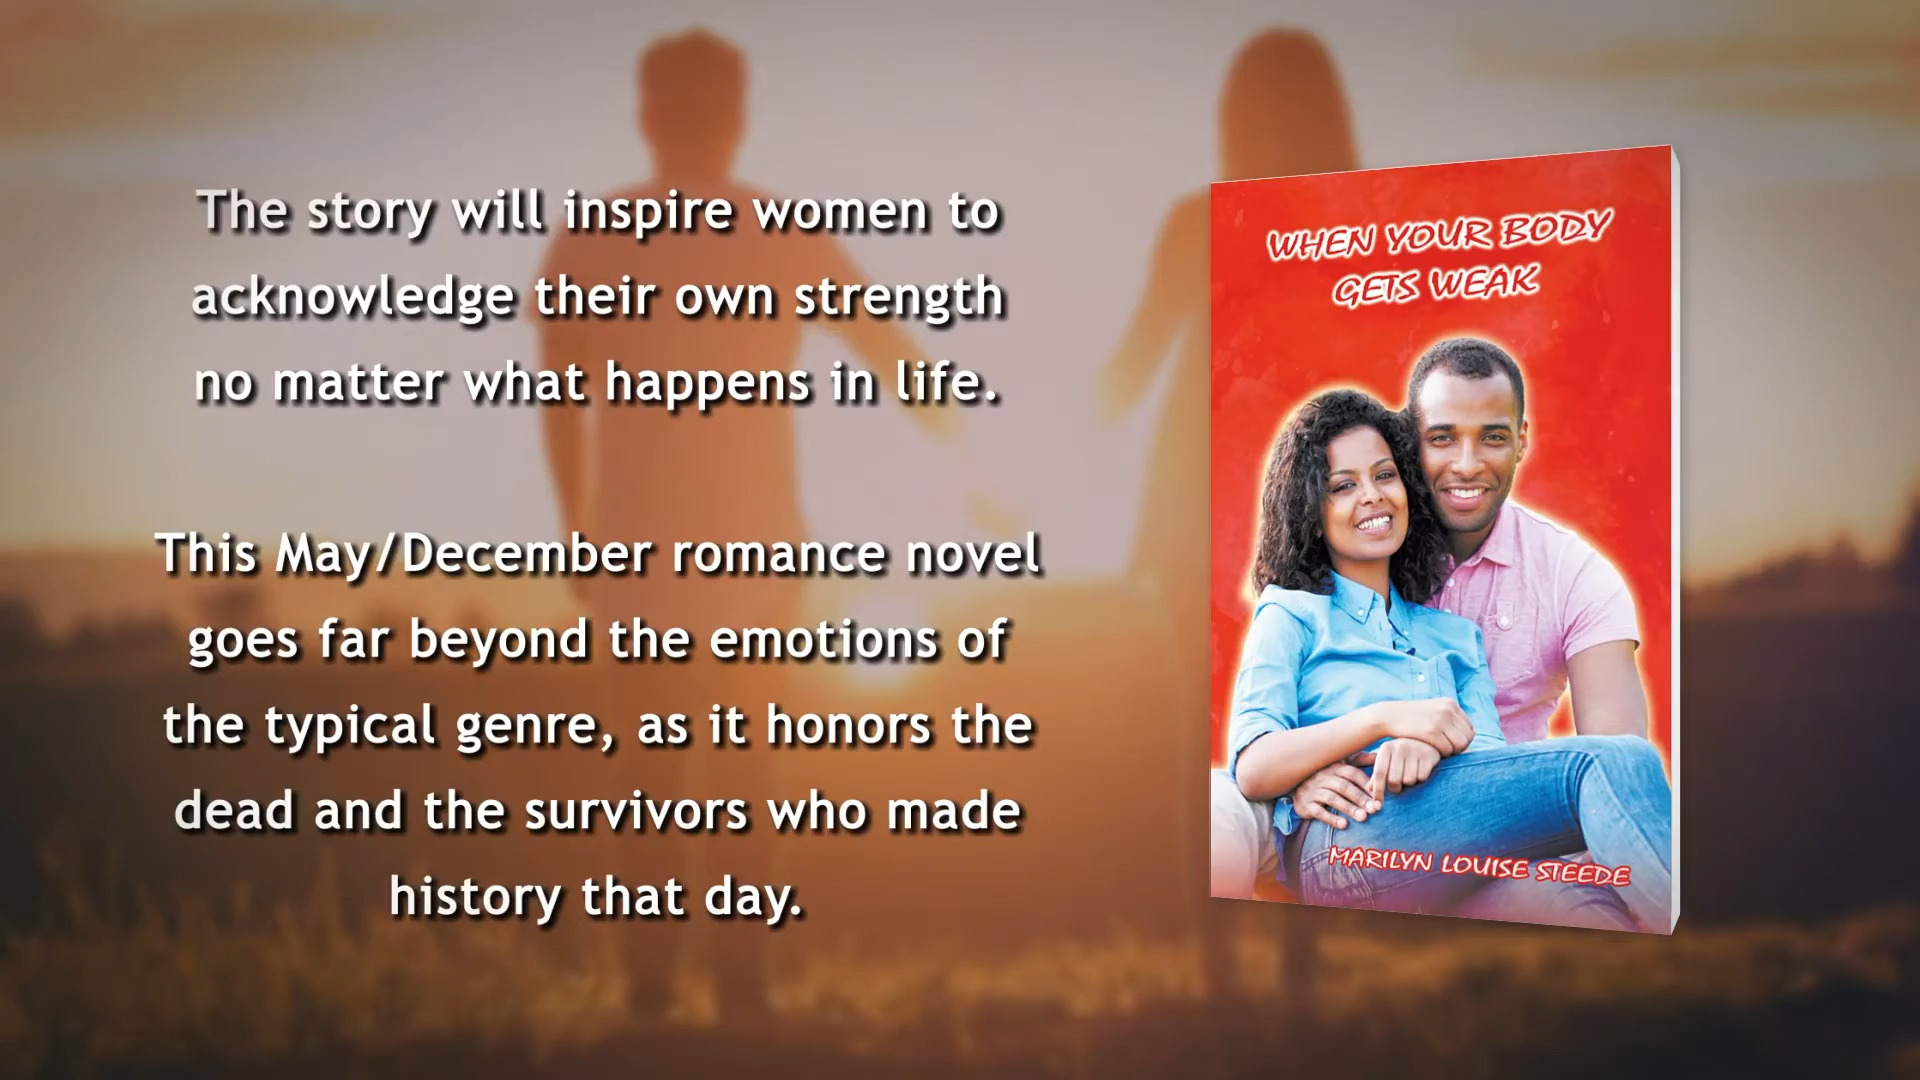 The story will inspire women to
acknowledge their own strength
no matter what happens in life.
This May/December romance novel
goes far beyond the emotions of
the typical genre, as it honors the
dead and the survivors who made
history that day.
WHEN YOUR BODY
GETS WEAK
MARILYN LOUISE STEEDE